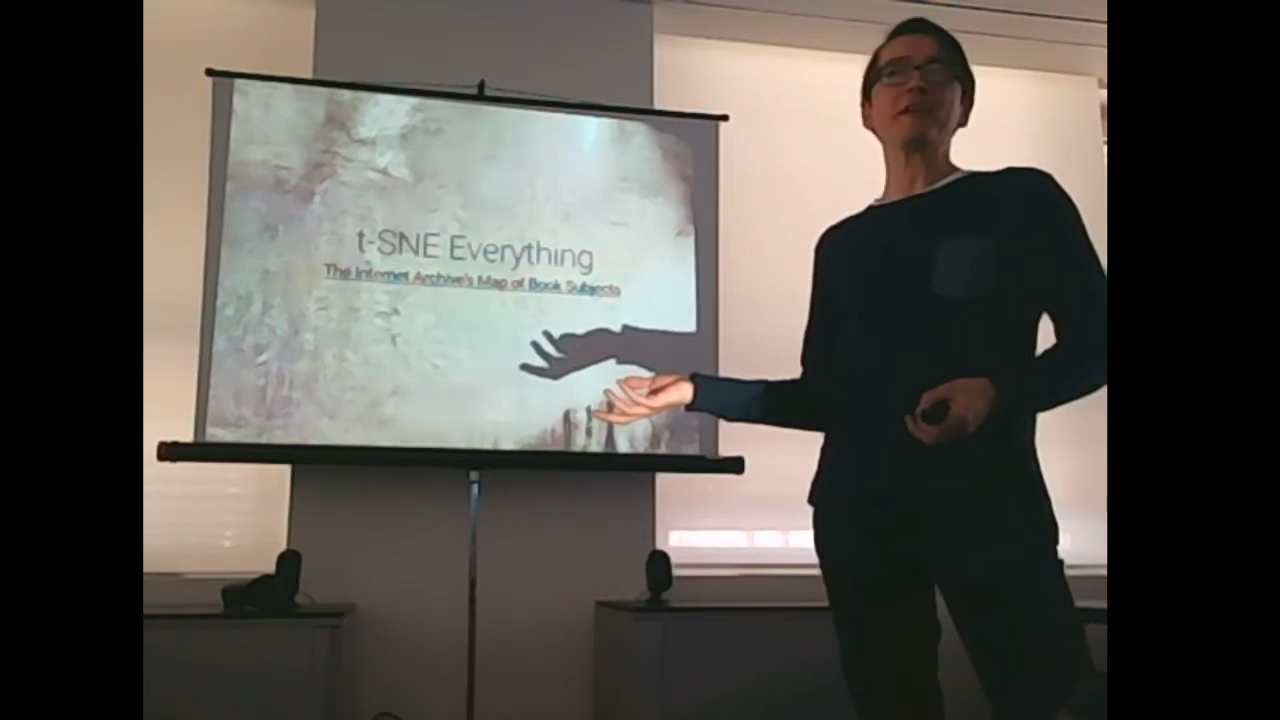 t-SNE Everything
The Internet Archive's Map of Book Subjects